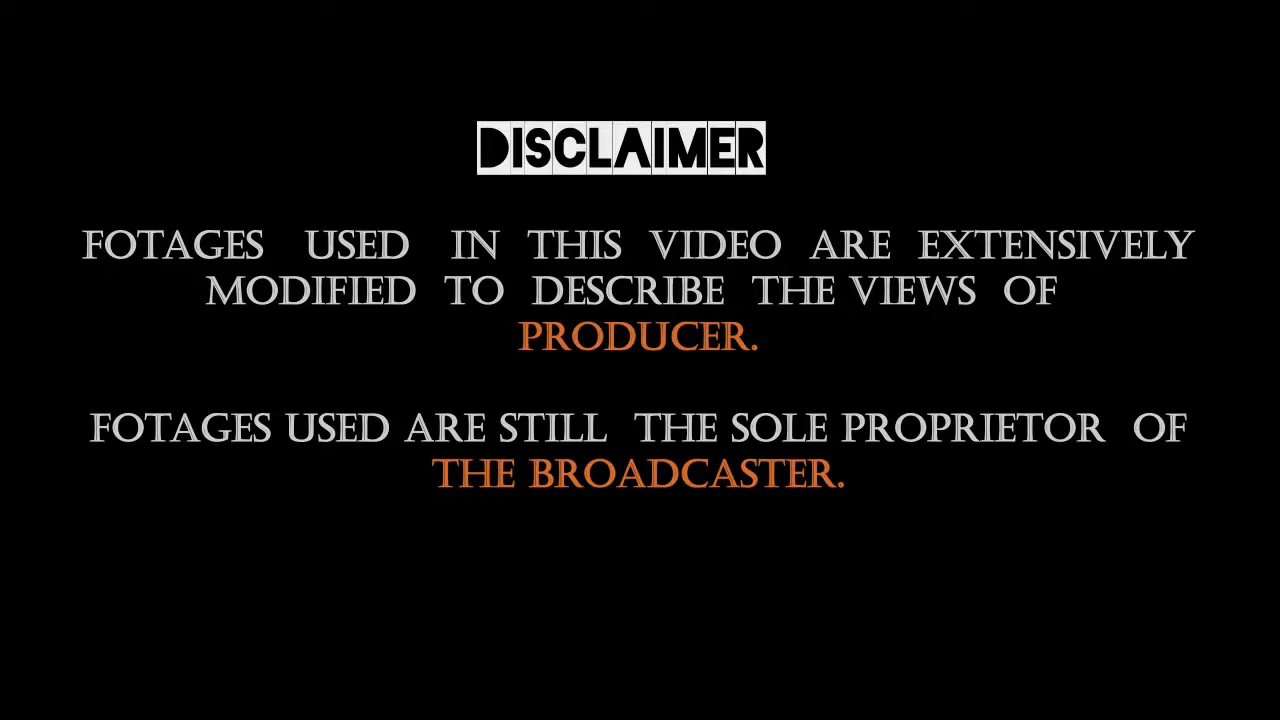 DISCLAIMER
FOTAGES USED IN THIS VIDEO ARE EXTENSIVELY
MODIFIED TO DESCRIBE THE VIEWS OF
PRODUCER.
FOTAGES USED ARE STILL THE SOLE PROPRIETOR OF
THE BROADCASTER.